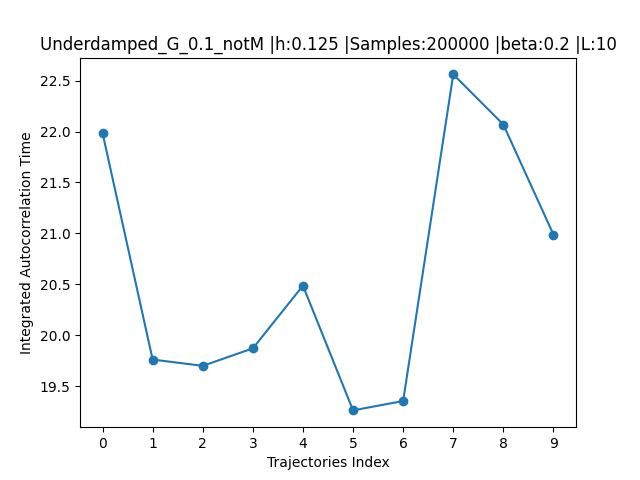 Underdamped_G_0.1_notM |h:0.125 |Samples:200000 |beta:0.2 |L:10
Integrated Autocorrelation Time
22.5
22.0
21.5
21.0
20.5
20.0
19.5
0 1 2 3 4 5 6 7 8 9
Trajectories Index